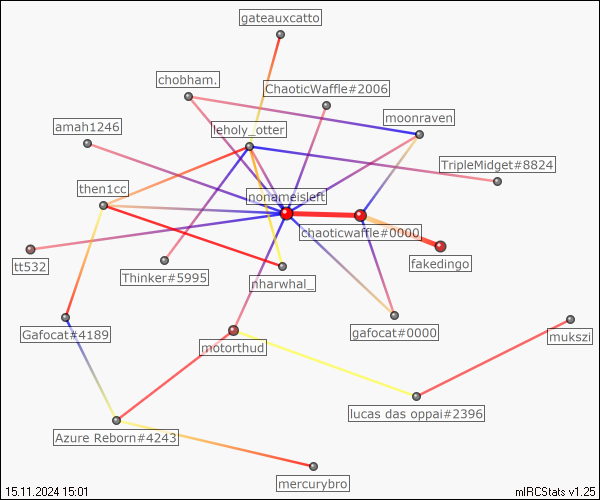 gateauxcatto
chobham.
ChaoticWaffle#2006
moonraven
amah1246
leholy_otter
TripleMidget#8824
then1cc
nonameisleft
chaoticwaffle#0000
tt532
Thinker#5995
nharwhal_
fakedingo
Gafocat#4189
motorthud
gafocat#0000
mukszi
lucas das oppai#2396
Azure Reborn#4243
mercurybro
15.11.2024 15:01
mIRCStats v1.25